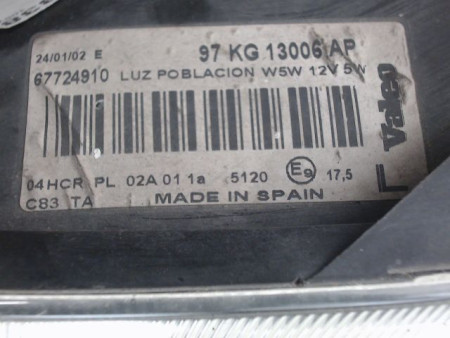 24/01/02 E 97 KG 13006 AP
67724910 LUZ POBLACION W5W 12V 5W
04HCR PL 02A 01 1a 5120 E9 17,5
C83 TA MADE IN SPAIN
Valeo
L